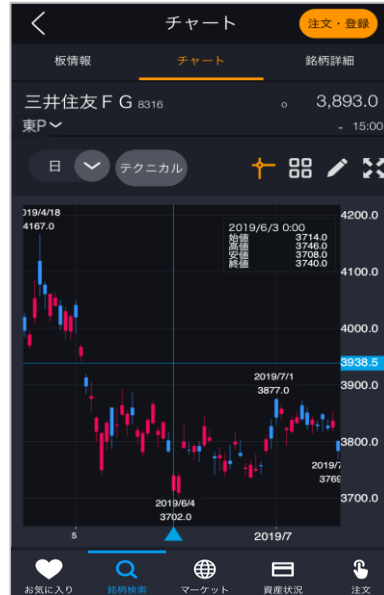 チャート
注文・登録
板情報
チャート
銘柄詳細
三井住友ＦＧ 8316
3,893.0
東P
- 15:00
日
テクニカル
019/4/18
4167.0
2019/6/3 0:00
始値 3714.0
高値 3746.0
安値 3708.0
終値 3740.0
4200.0
4100.0
4000.0
3938.5
3900.0
3800.0
3700.0
2019/7/1
3877.0
2019/7
3769
2019/6/4
3702.0
5
2019/7
お気に入り
銘柄検索
マーケット
資産状況
注文